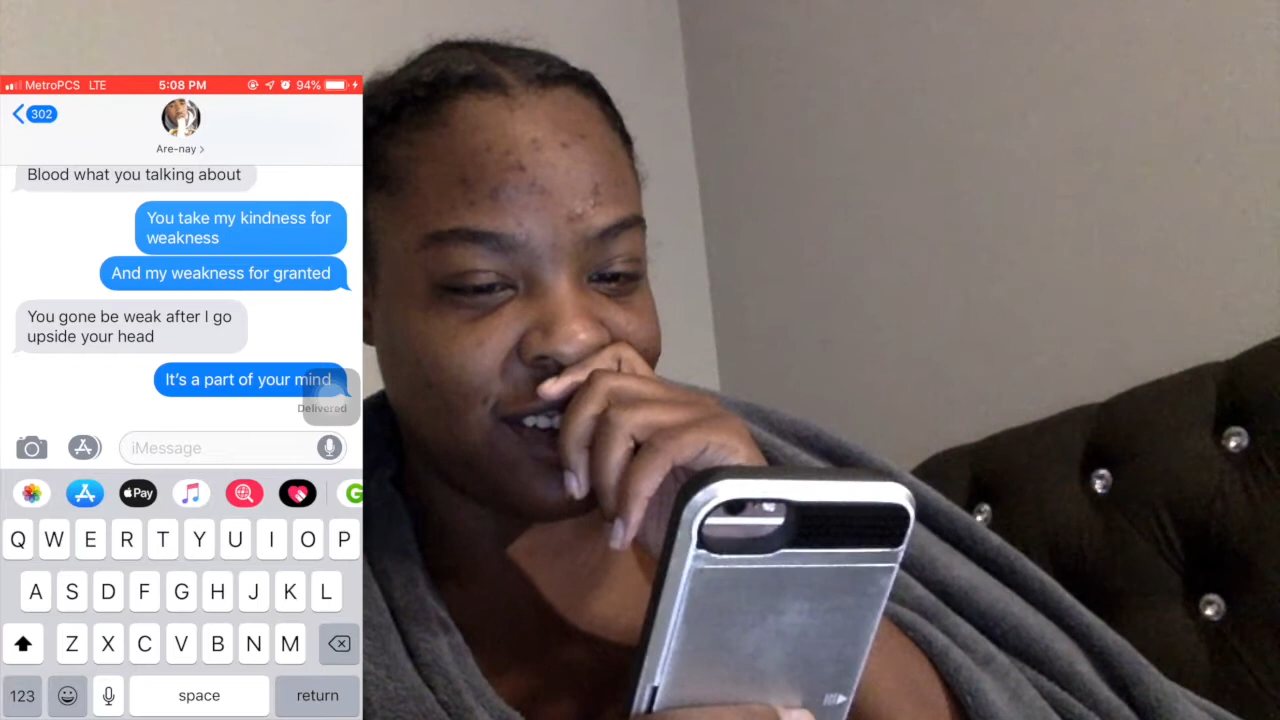 MetroPCS LTE 5:08 PM 94%
302
Are-nay >
Blood what you talking about
You take my kindness for
weakness
And my weakness for granted
You gone be weak after I go
upside your head
It's a part of your mind
Delivered
iMessage
Pay
G
Q W E R T Y U I O P
A S D F G H J K L
Z X C V B N M
123 space return